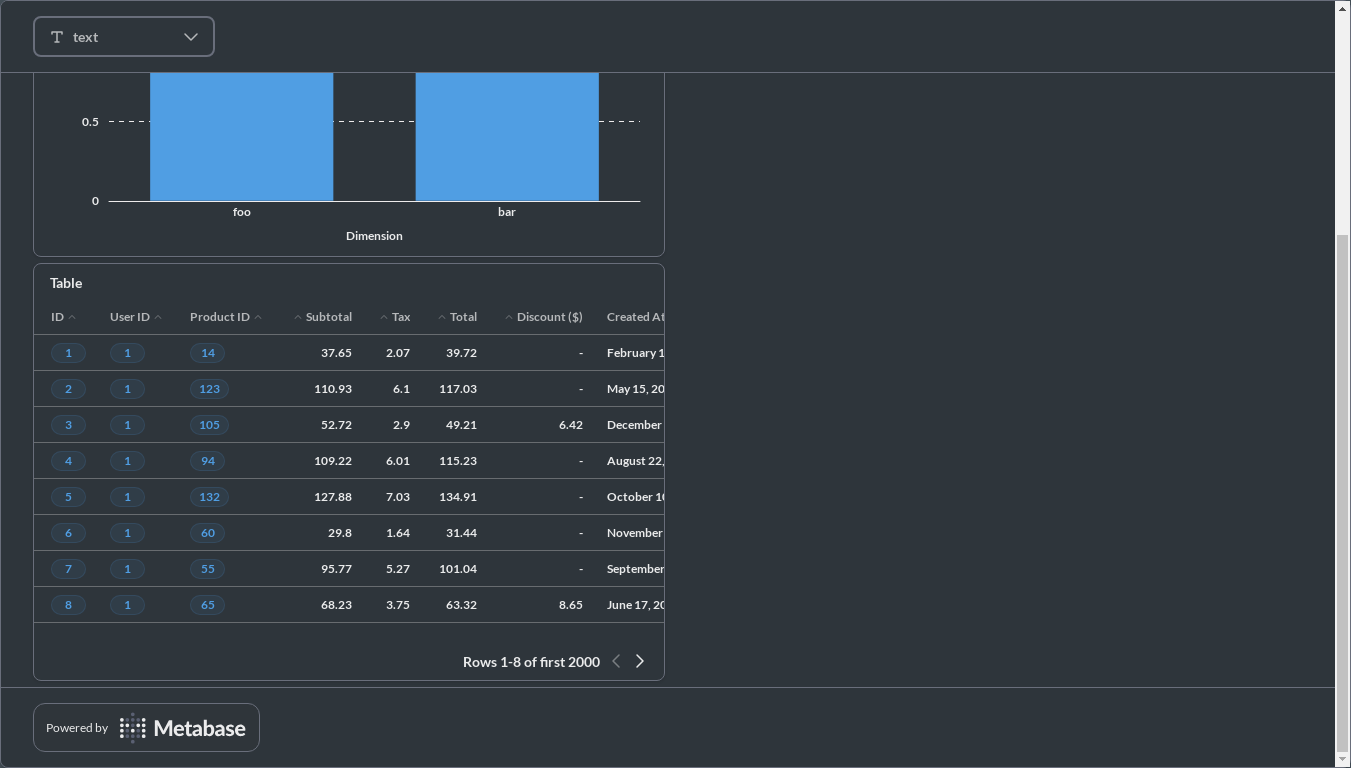 text
0.5
0
foo bar
Dimension
Table
ID User ID Product ID Subtotal Tax Total Discount ($) Created At
1 1 14 37.65 2.07 39.72 - February 1
2 1 123 110.93 6.1 117.03 - May 15, 20
3 1 105 52.72 2.9 49.21 6.42 December
4 1 94 109.22 6.01 115.23 - August 22,
5 1 132 127.88 7.03 134.91 - October 10
6 1 60 29.8 1.64 31.44 - November
7 1 55 95.77 5.27 101.04 - September
8 1 65 68.23 3.75 63.32 8.65 June 17, 20
Rows 1-8 of first 2000
Powered by Metabase